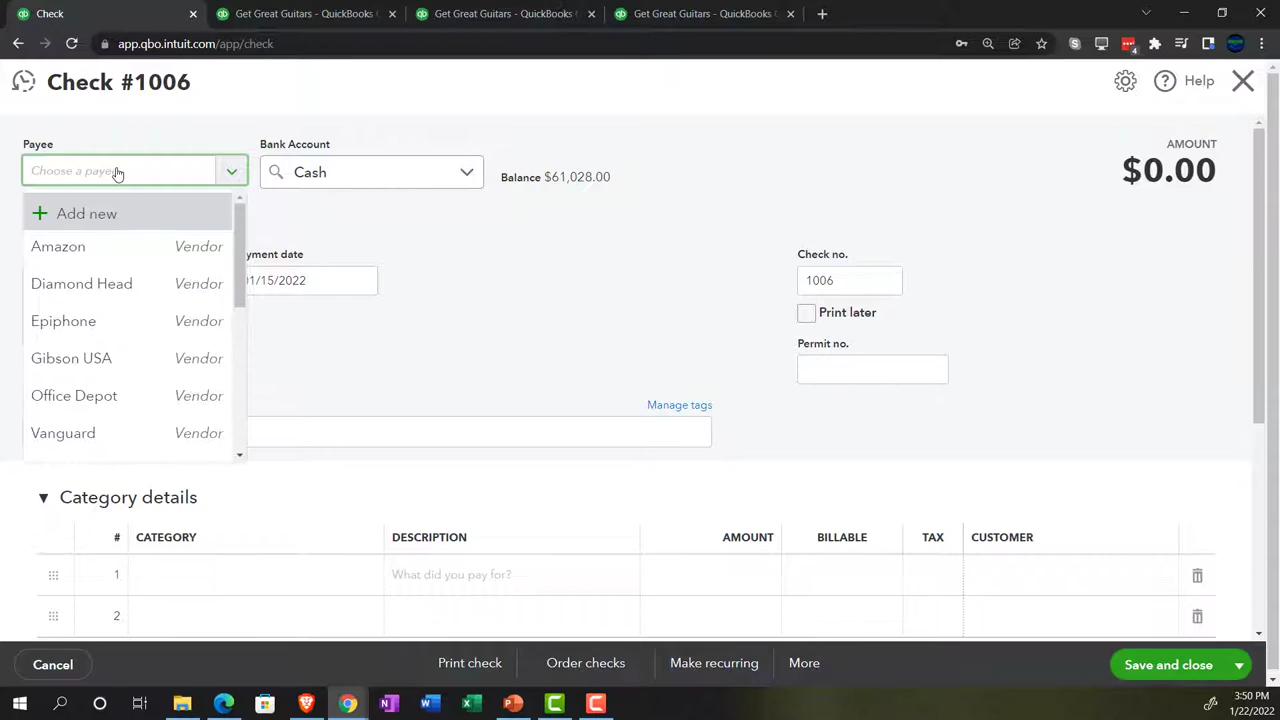 Check
Get Great Guitars - QuickBooks
Get Great Guitars - QuickBooks
Get Great Guitars - QuickBooks
app.qbo.intuit.com/app/check
4
Check #1006
Help
Payee
Bank Account
AMOUNT
Choose a payee
Cash
Balance $61,028.00
$0.00
Add new
Amazon Vendor
yment date
Check no.
Diamond Head Vendor
1/15/2022
1006
Print later
Epiphone Vendor
Permit no.
Gibson USA Vendor
Office Depot Vendor
Manage tags
Vanguard Vendor
Category details
# CATEGORY DESCRIPTION AMOUNT BILLABLE TAX CUSTOMER
1 What did you pay for?
2
Cancel Print check Order checks Make recurring More Save and close
3:50 PM
1/22/2022